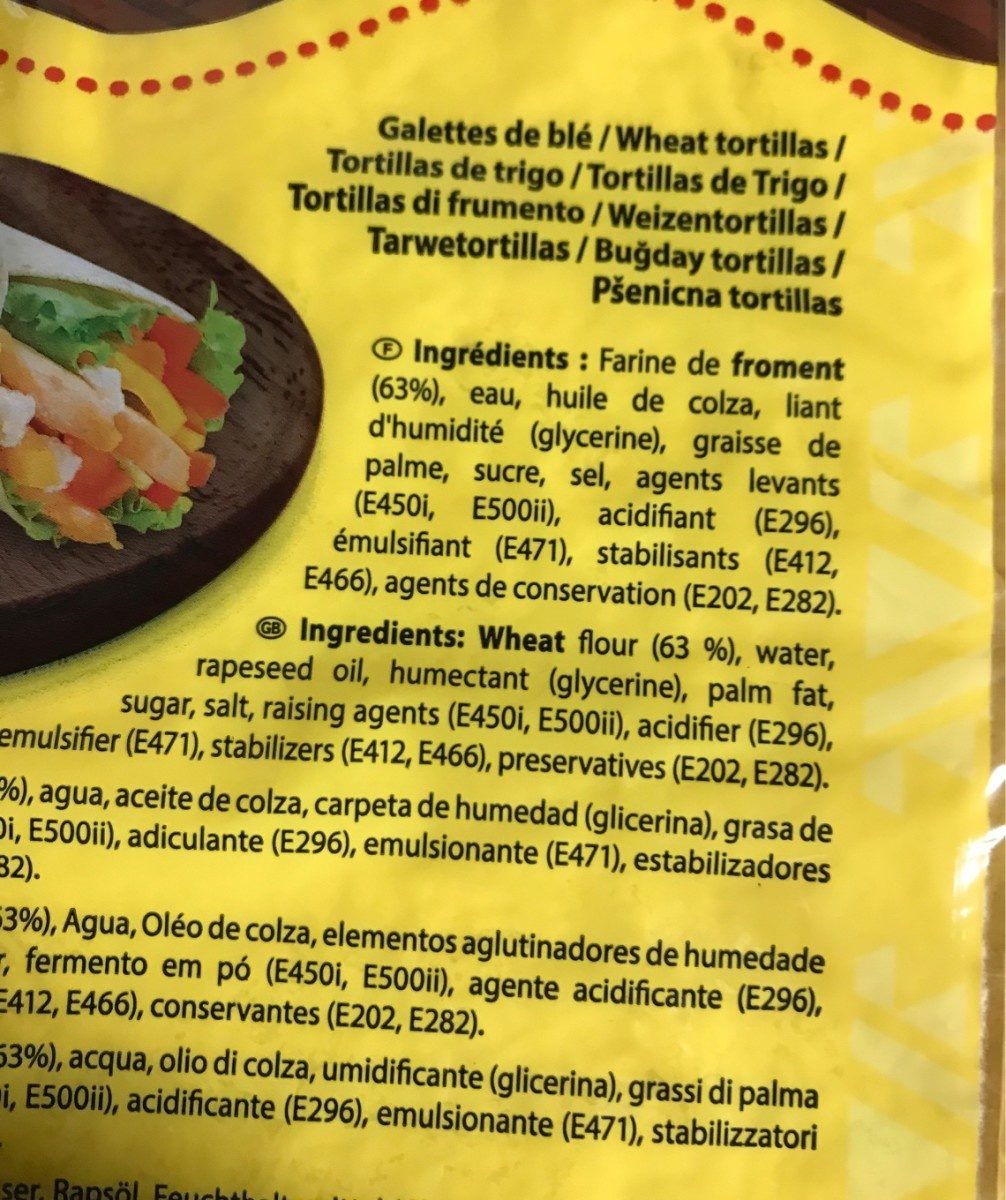 Galettes de blé / Wheat tortillas /
Tortillas de trigo / Tortillas de Trigo /
Tortillas di frumento / Weizentortillas /
Tarwetortillas / Buğday tortillas /
Pšenicna tortillas
F Ingrédients : Farine de froment
(63%), eau, huile de colza, liant
d'humidité (glycerine), graisse de
palme, sucre, sel, agents levants
(E450i, E500ii), acidifiant (E296),
émulsifiant (E471), stabilisants (E412,
E466), agents de conservation (E202, E282).
GB Ingredients: Wheat flour (63 %), water,
rapeseed oil, humectant (glycerine), palm fat,
sugar, salt, raising agents (E450i, E500ii), acidifier (E296),
emulsifier (E471), stabilizers (E412, E466), preservatives (E202, E282).
%), agua, aceite de colza, carpeta de humedad (glicerina), grasa de
0i, E500ii), adiculante (E296), emulsionante (E471), estabilizadores
82).
63%), Agua, Oléo de colza, elementos aglutinadores de humedade
r, fermento em pó (E450i, E500ii), agente acidificante (E296),
E412, E466), conservantes (E202, E282).
63%), acqua, olio di colza, umidificante (glicerina), grassi di palma
i, E500ii), acidificante (E296), emulsionante (E471), stabilizzatori
ser, Rapsöl,